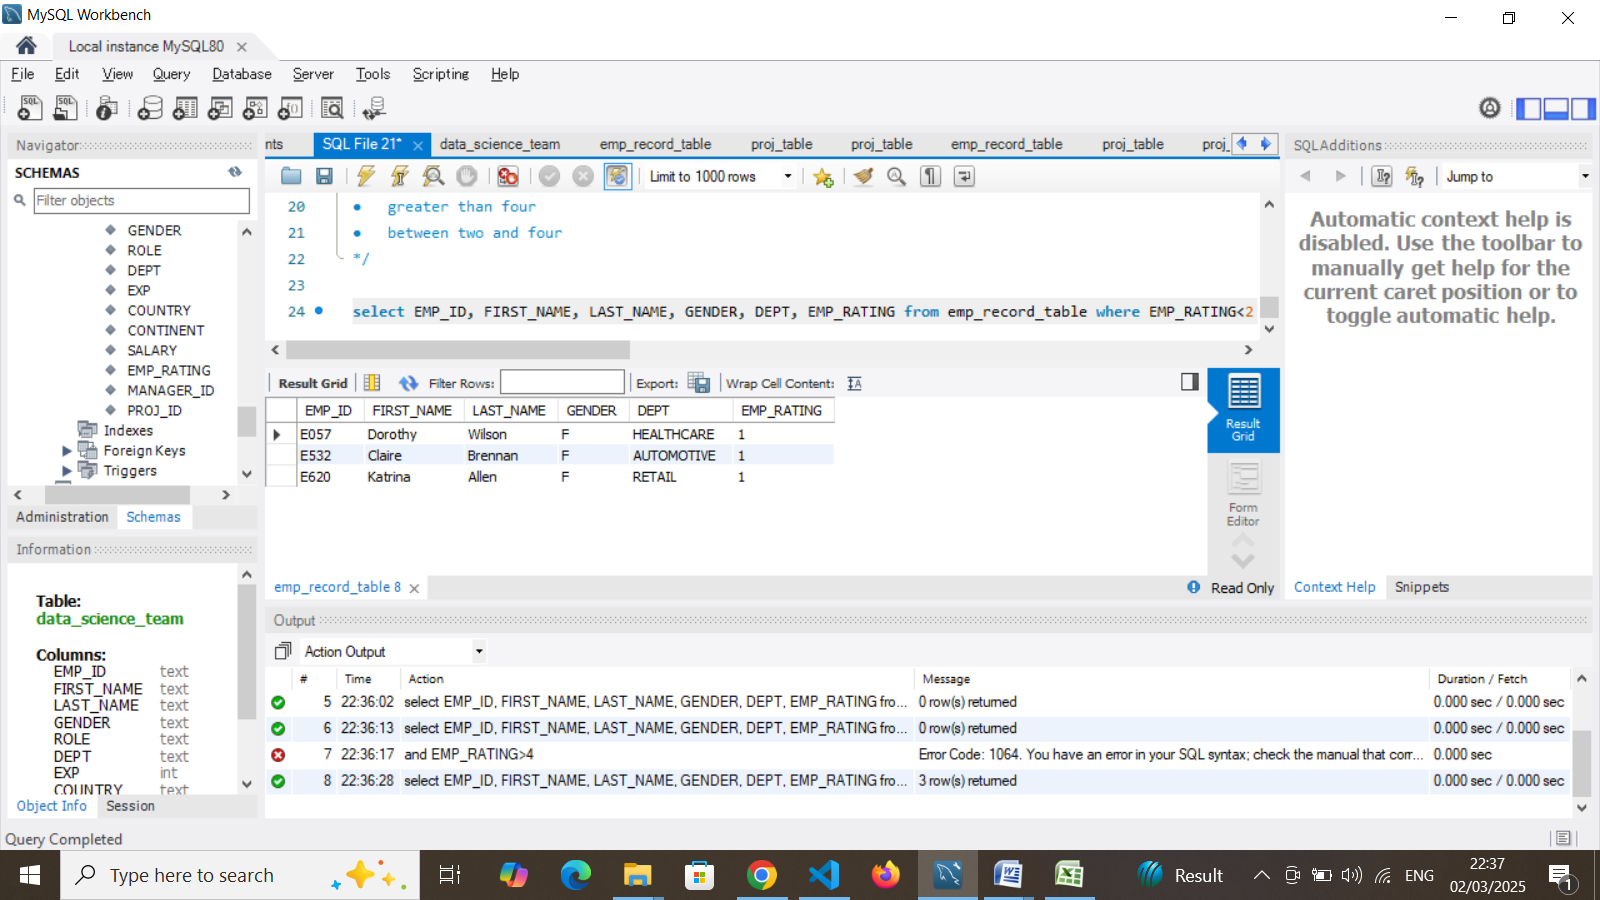 MySQL Workbench
Local instance MySQL80
File Edit View Query Database Server Tools Scripting Help
Navigator
SCHEMAS
Filter objects
GENDER
ROLE
DEPT
EXP
COUNTRY
CONTINENT
SALARY
EMP_RATING
MANAGER_ID
PROJ_ID
Indexes
Foreign Keys
Triggers
Administration Schemas
Information
Table:
data_science_team
Columns:
EMP_ID text
FIRST_NAME text
LAST_NAME text
GENDER text
ROLE text
DEPT text
EXP int
COUNTRY text
Object Info Session
nts SQL File 21* data_science_team emp_record_table proj_table proj_table emp_record_table proj_table proj_
Limit to 1000 rows
20 • greater than four
21 • between two and four
22 */
23
24 select EMP_ID, FIRST_NAME, LAST_NAME, GENDER, DEPT, EMP_RATING from emp_record_table where EMP_RATING<2
Result Grid Filter Rows: Export: Wrap Cell Content:
EMP_ID FIRST_NAME LAST_NAME GENDER DEPT EMP_RATING
E057 Dorothy Wilson F HEALTHCARE 1
E532 Claire Brennan F AUTOMOTIVE 1
E620 Katrina Allen F RETAIL 1
Result
Grid
Form
Editor
emp_record_table 8
Read Only
SQLAdditions
Jump to
Automatic context help is
disabled. Use the toolbar to
manually get help for the
current caret position or to
toggle automatic help.
Context Help Snippets
Output
Action Output
# Time Action Message Duration / Fetch
5 22:36:02 select EMP_ID, FIRST_NAME, LAST_NAME, GENDER, DEPT, EMP_RATING fro... 0 row(s) returned 0.000 sec / 0.000 sec
6 22:36:13 select EMP_ID, FIRST_NAME, LAST_NAME, GENDER, DEPT, EMP_RATING fro... 0 row(s) returned 0.000 sec / 0.000 sec
7 22:36:17 and EMP_RATING>4 Error Code: 1064. You have an error in your SQL syntax; check the manual that corr... 0.000 sec
8 22:36:28 select EMP_ID, FIRST_NAME, LAST_NAME, GENDER, DEPT, EMP_RATING fro... 3 row(s) returned 0.000 sec / 0.000 sec
Query Completed
Type here to search
Result
ENG
22:37
02/03/2025
1